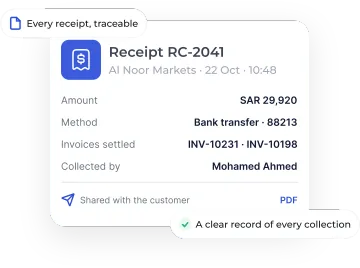 Every receipt, traceable
Receipt RC-2041
Al Noor Markets · 22 Oct · 10:48
Amount SAR 29,920
Method Bank transfer · 88213
Invoices settled INV-10231 · INV-10198
Collected by Mohamed Ahmed
Shared with the customer PDF
A clear record of every collection